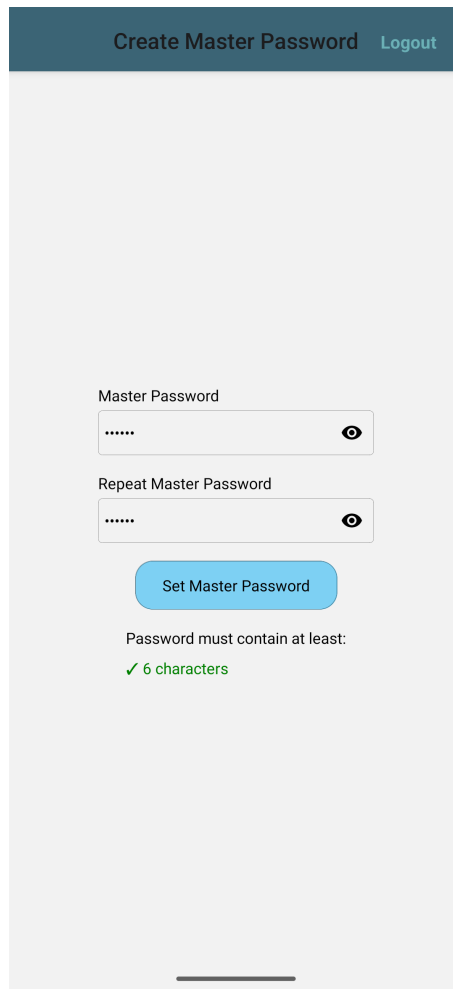 Create Master Password Logout
Master Password
••••••
Repeat Master Password
••••••
Set Master Password
Password must contain at least:
✓ 6 characters